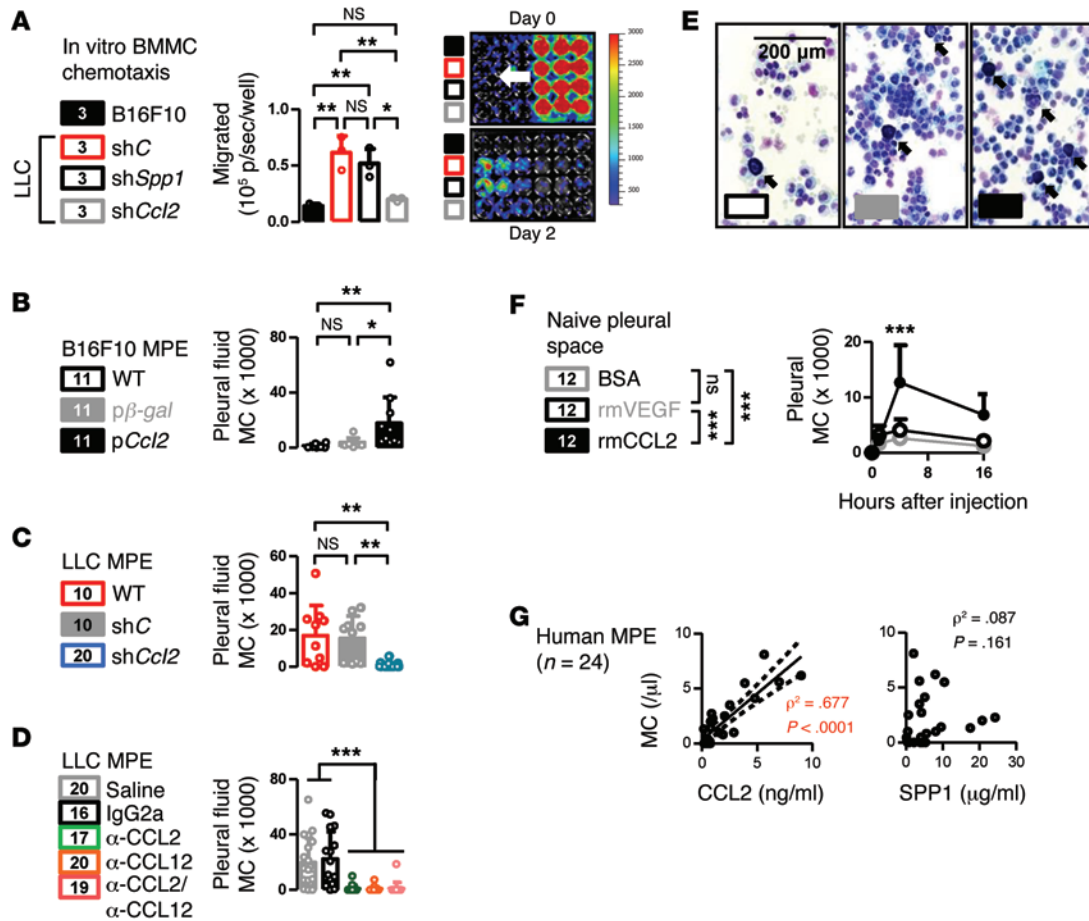 A
In vitro BMMC
chemotaxis
3 B16F10
LLC
3 shC
3 shSpp1
3 shCcl2
Migrated
(10⁵ p/sec/well)
1.0
0.5
0.0
NS
**
**
** NS *
Day 0
Day 2
3000
2500
2000
1500
1000
500
E
200 µm
B
B16F10 MPE
11 WT
11 pβ-gal
11 pCcl2
Pleural fluid
MC (x 1000)
80
40
0
**
NS *
F
Naive pleural
space
12 BSA
12 rmVEGF
12 rmCCL2
ns
***
***
Pleural
MC (x 1000)
20
10
0
***
0 8 16
Hours after injection
C
LLC MPE
10 WT
10 shC
20 shCcl2
Pleural fluid
MC (x 1000)
60
40
20
0
**
NS **
D
LLC MPE
20 Saline
16 IgG2a
17 α-CCL2
20 α-CCL12
19 α-CCL2/
α-CCL12
Pleural fluid
MC (x 1000)
80
40
0
***
G
Human MPE
(n = 24)
MC (/µl)
10
5
0
0 5 10
CCL2 (ng/ml)
ρ² = .677
P < .0001
10
5
0
0 10 20 30
SPP1 (µg/ml)
ρ² = .087
P = .161